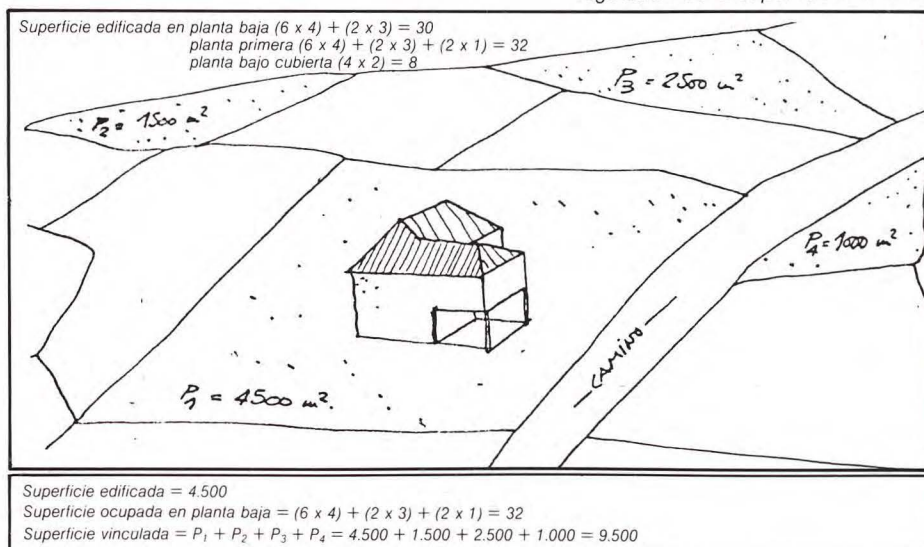 Superficie edificada en planta baja (6 x 4) + (2 x 3) = 30
planta primera (6 x 4) + (2 x 3) + (2 x 1) = 32
planta bajo cubierta (4 x 2) = 8
P3 = 2500 m²
P2 = 1500 m²
P4 = 1000 m²
CAMINO
P1 = 4500 m².
Superficie edificada = 4.500
Superficie ocupada en planta baja = (6 x 4) + (2 x 3) + (2 x 1) = 32
Superficie vinculada = P1 + P2 + P3 + P4 = 4.500 + 1.500 + 2.500 + 1.000 = 9.500